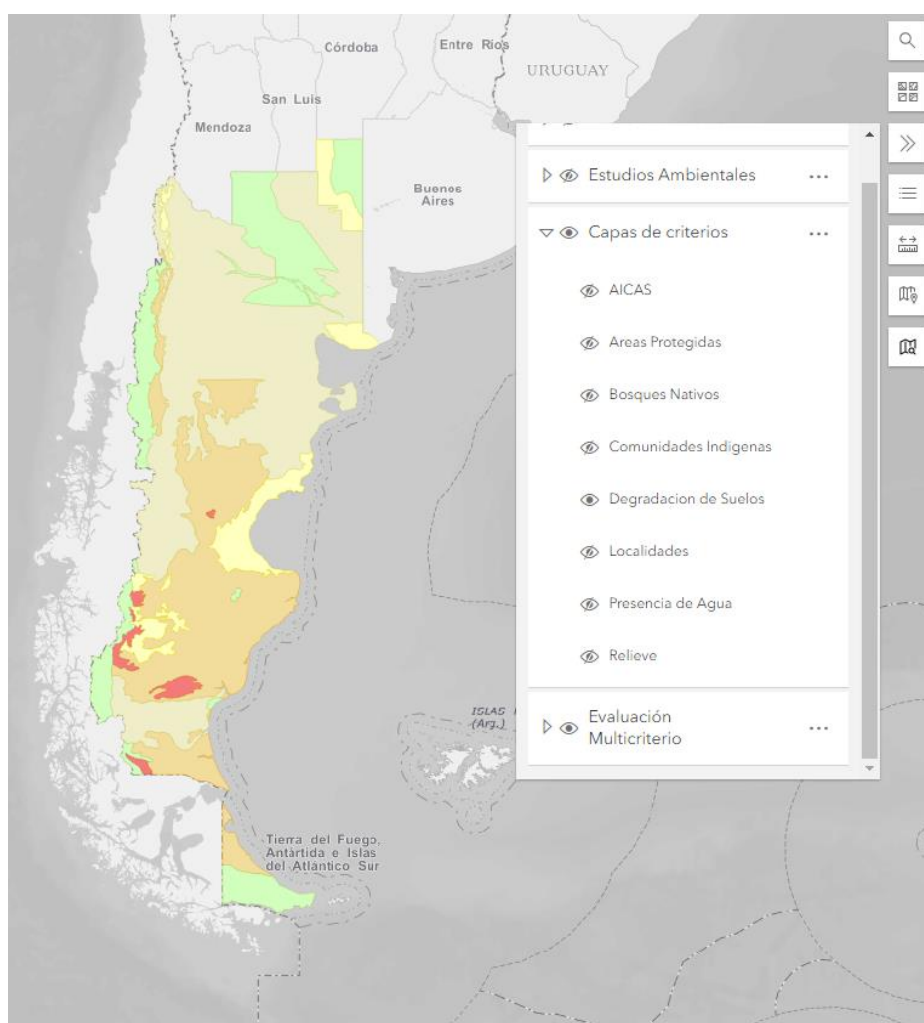 Córdoba
Entre Ríos
URUGUAY
San Luis
Mendoza
Buenos
Aires
N
Estudios Ambientales
Capas de criterios
AICAS
Areas Protegidas
Bosques Nativos
Comunidades Indigenas
Degradacion de Suelos
Localidades
Presencia de Agua
Relieve
Evaluación
Multicriterio
ISLAS
(Arg.)
Tierra del Fuego,
Antártida e Islas
del Atlántico Sur